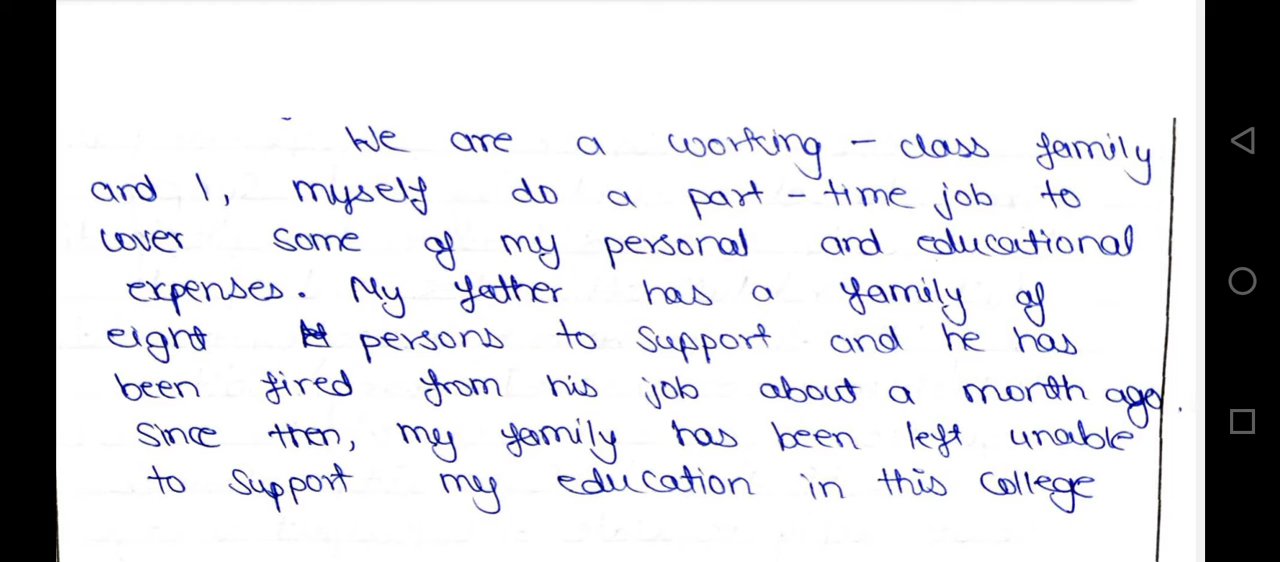 We are a working - class family
and I, myself do a part - time job to
cover some of my personal and educational
expenses. My father has a family of
eight persons to support and he has
been fired from his job about a month ago.
Since then, my family has been left unable
to support my education in this college